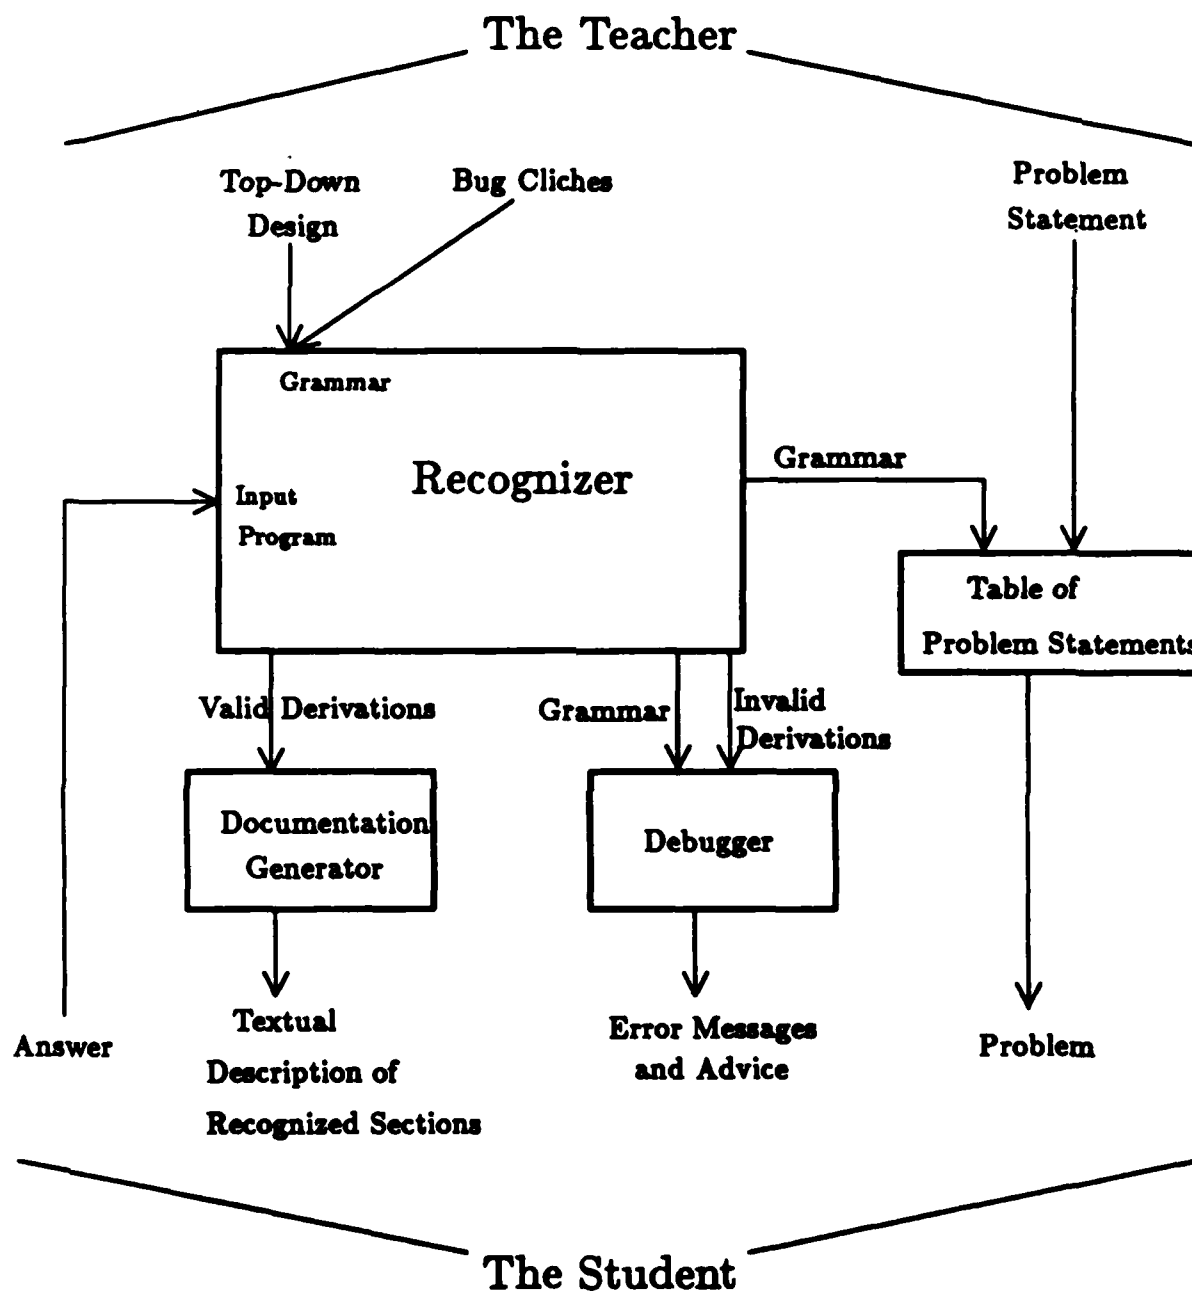 The Teacher
Top-Down
Design
Bug Cliches
Problem
Statement
Grammar
Recognizer
Input
Program
Grammar
Table of
Problem Statements
Valid Derivations
Grammar
Invalid
Derivations
Documentation
Generator
Debugger
Answer
Textual
Description of
Recognized Sections
Error Messages
and Advice
Problem
The Student